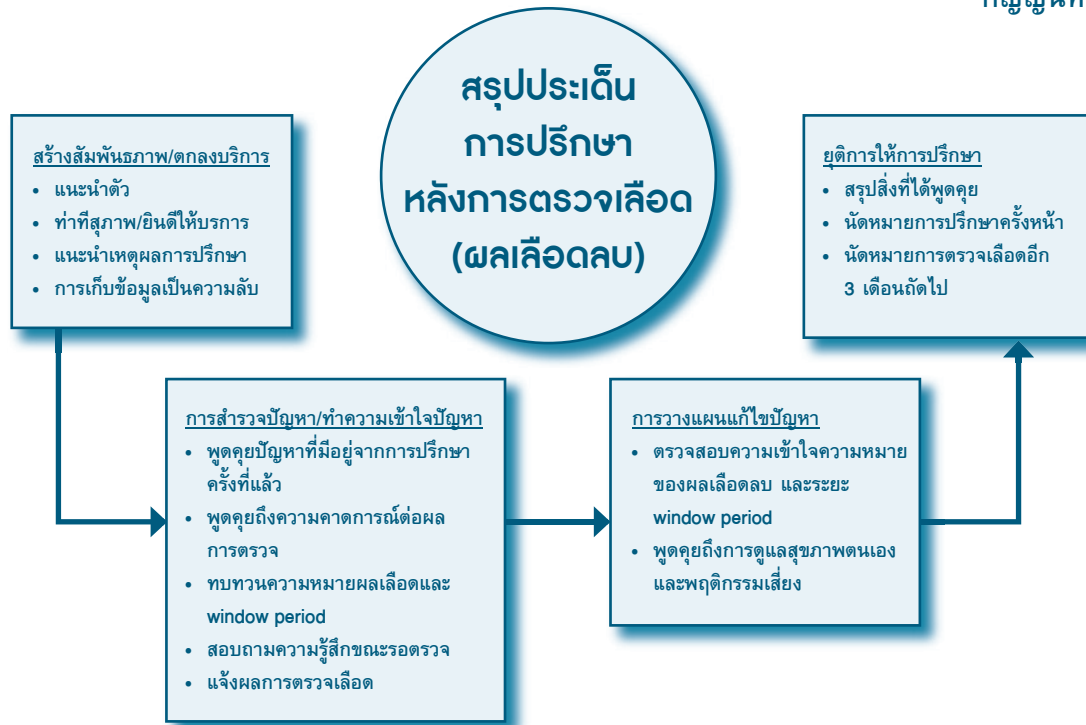 สรุปประเด็น
การปรึกษา
หลังการตรวจเลือด
(ผลเลือดลบ)
สร้างสัมพันธภาพ/ตกลงบริการ
• แนะนำตัว
• ท่าทีสุภาพ/ยินดีให้บรการ
• แนะนำเหตุผลการปรึกษา
• การเก็บข้อมูลเป็นความลับ
การสำรวจปัญหา/ทำความเข้าใจปัญหา
• พูดคุยปัญหาที่มีอยู่จากการปรึกษา
ครั้งที่แล้ว
• พูดคุยถึงความคาดการณ์ต่อผล
การตรวจ
• ทบทวนความหมายผลเลือดและ
window period
• สอบถามความรู้สึกขณะรอตรวจ
• แจ้งผลการตรวจเลือด
การวางแผนแก้ไขปัญหา
• ตรวจสอบความเข้าใจความหมาย
ของผลเลือดลบ และระยะ
window period
• พูดคุยถึงการดูแลสุขภาพตนเอง
และพฤติกรรมเสี่ยง
ยุติการให้การปรึกษา
• สรุปสิ่งที่ได้พูดคุย
• นัดหมายการปรึกษาครั้งหน้า
• นัดหมายการตรวจเลือดอีก
3 เดือนถัดไป